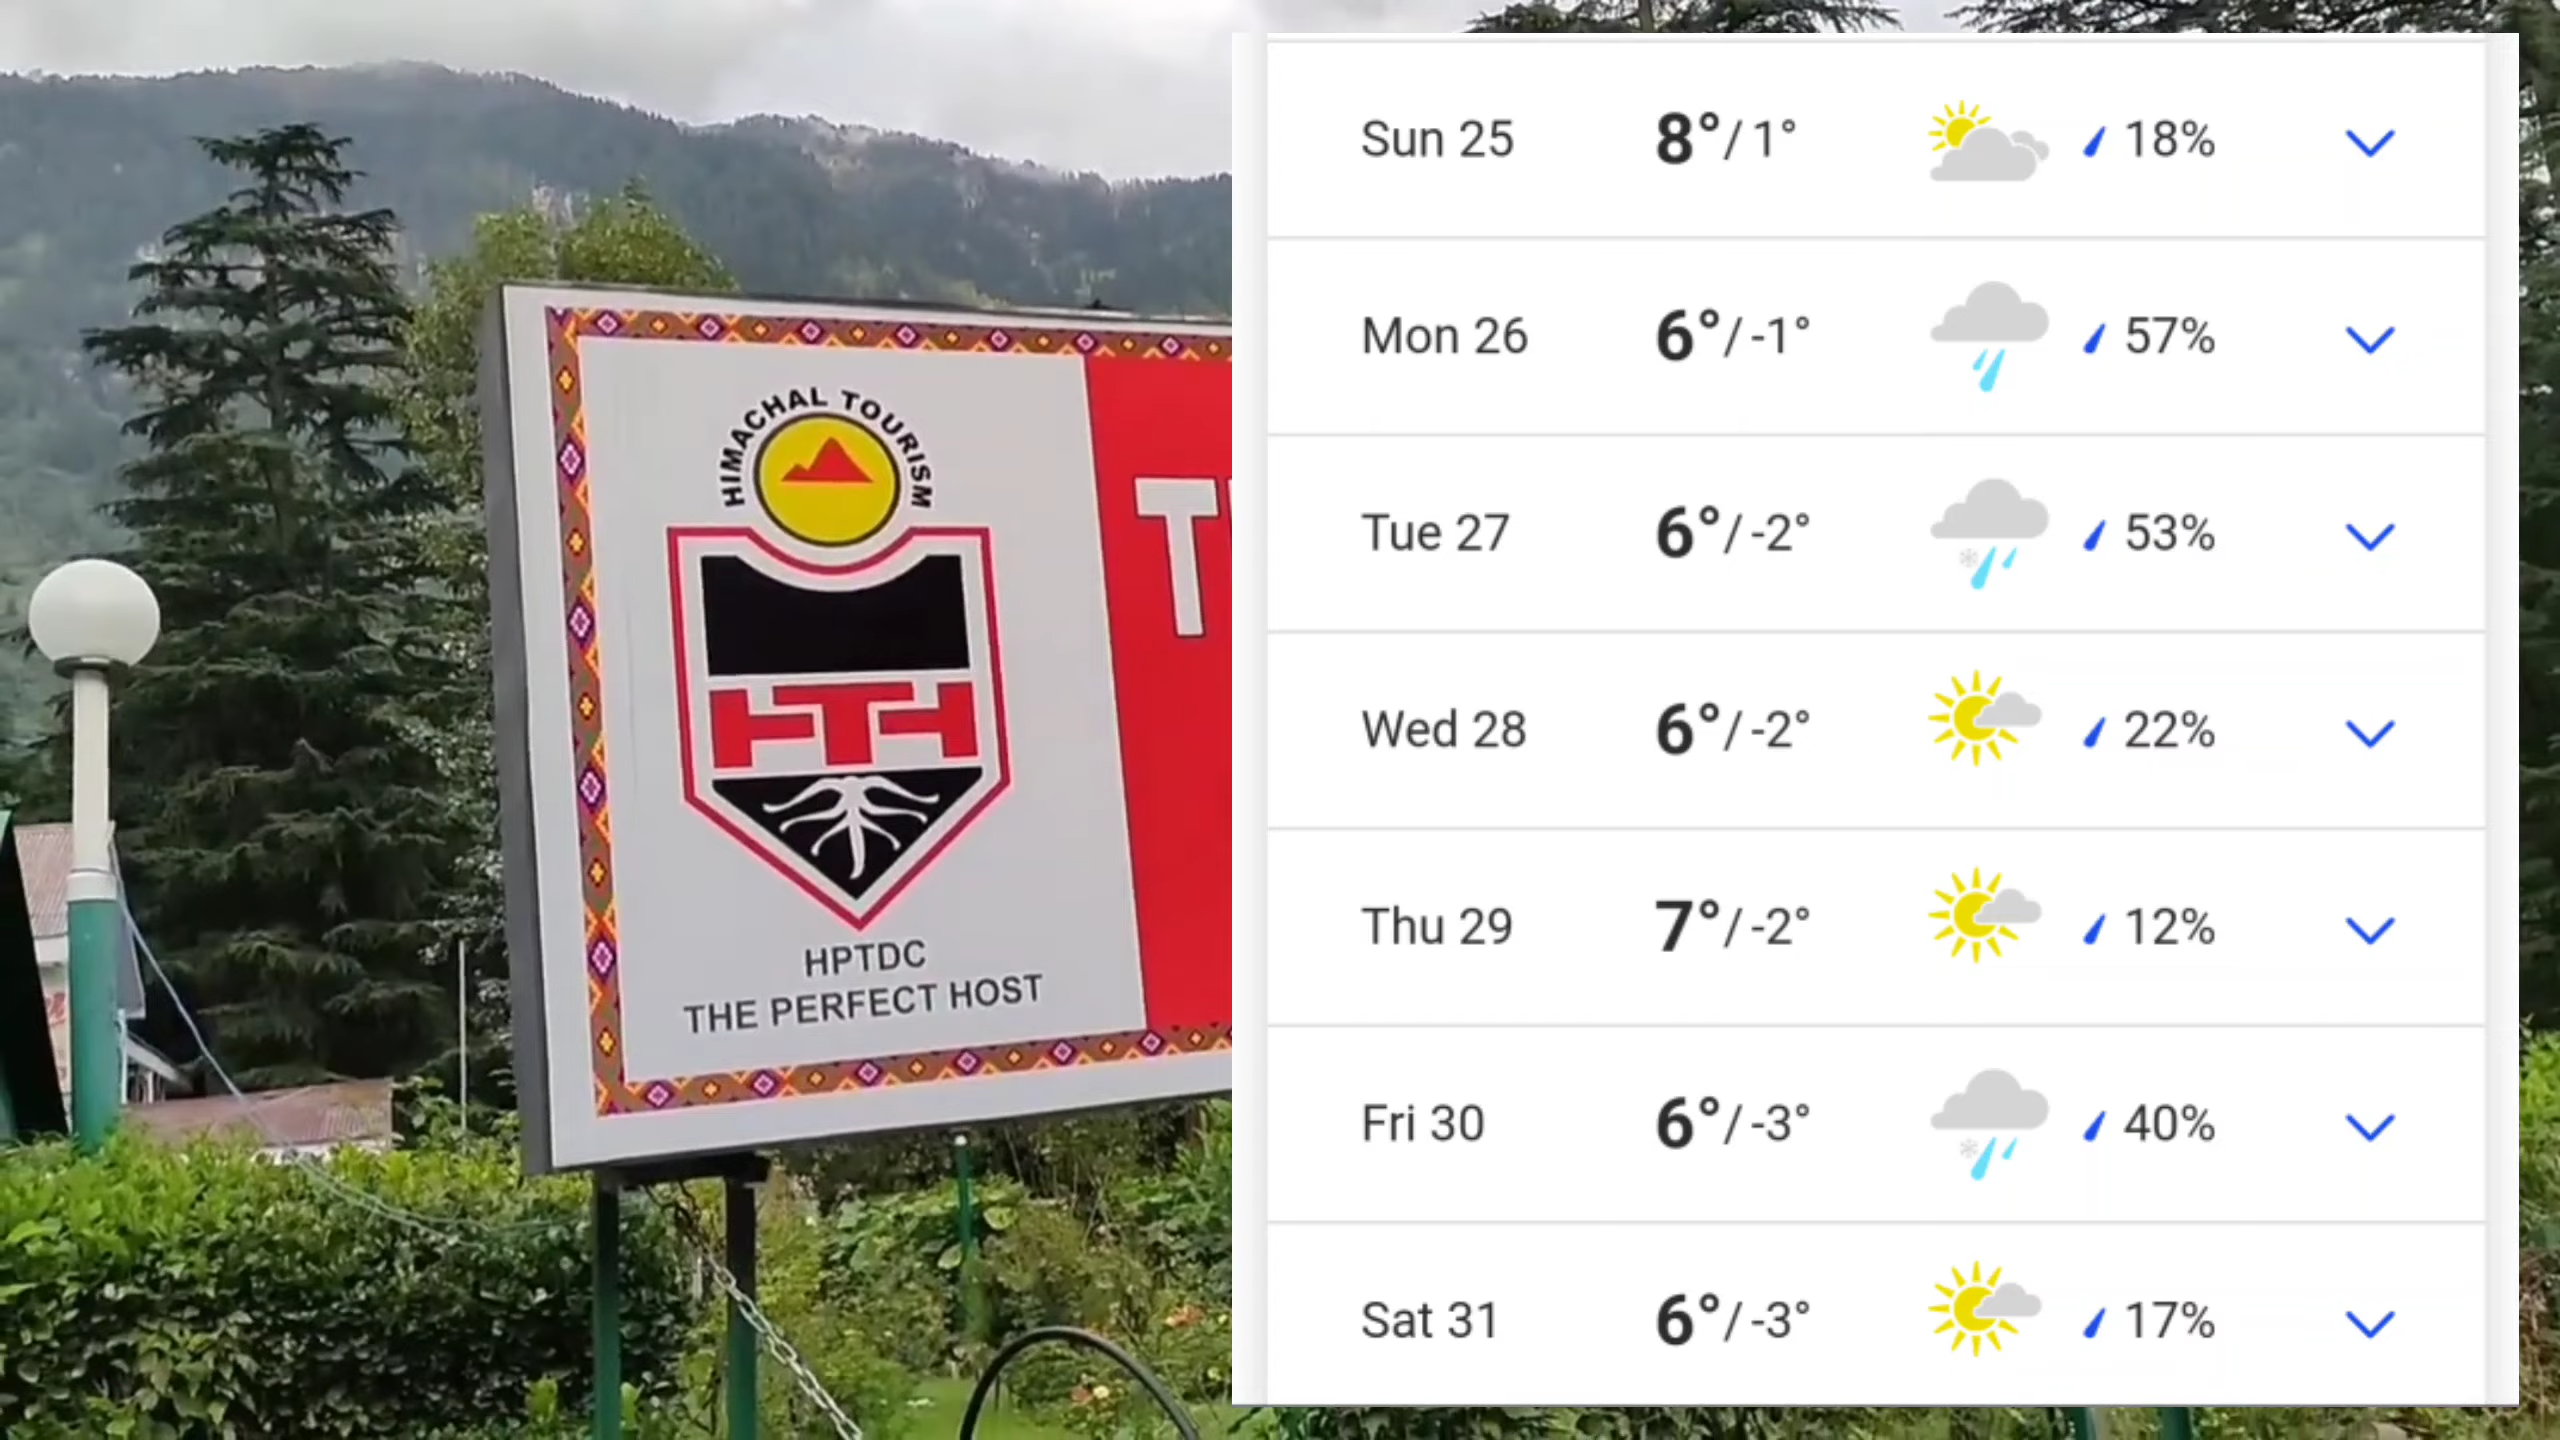 HIMACHAL TOURISM
HPTDC
THE PERFECT HOST
Sun 25 8°/ 1° 18%
Mon 26 6°/ -1° 57%
Tue 27 6°/ -2° 53%
Wed 28 6°/ -2° 22%
Thu 29 7°/ -2° 12%
Fri 30 6°/ -3° 40%
Sat 31 6°/ -3° 17%